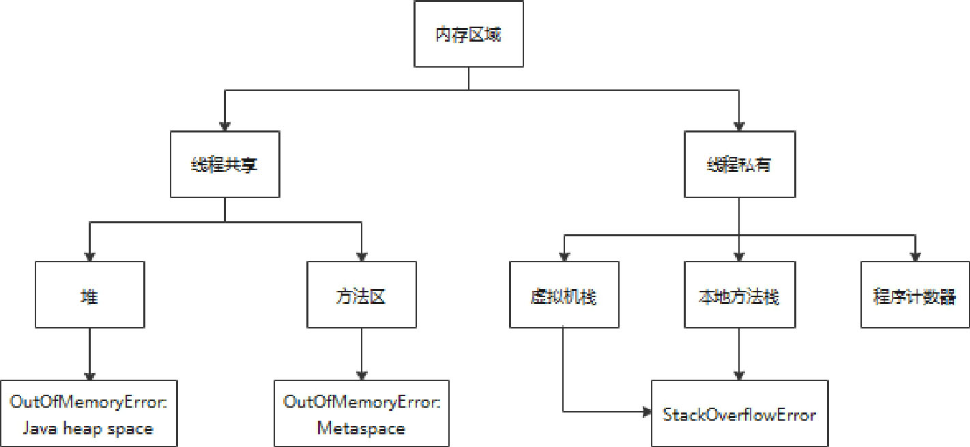 内存区域
线程共享
线程私有
堆
方法区
虚拟机栈
本地方法栈
程序计数器
OutOfMemoryError:
Java heap space
OutOfMemoryError:
Metaspace
StackOverflowError